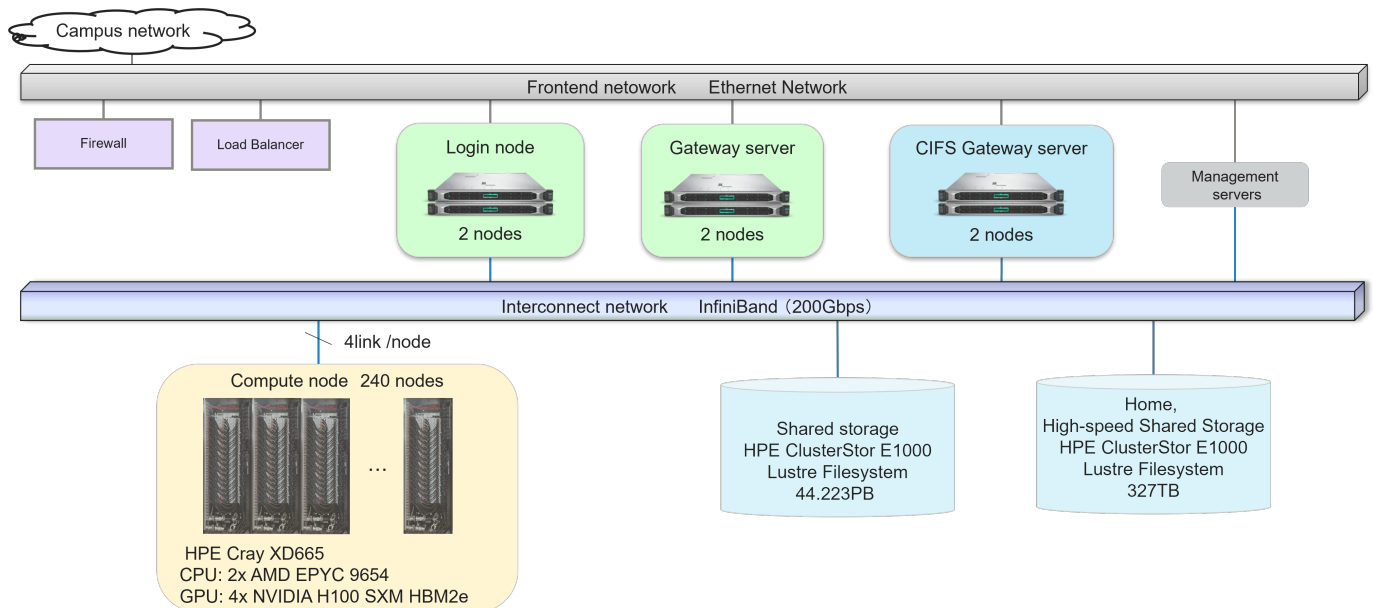 Campus network
Frontend netowork Ethernet Network
Firewall
Load Balancer
Login node
2 nodes
Gateway server
2 nodes
CIFS Gateway server
2 nodes
Management
servers
Interconnect network InfiniBand（200Gbps）
4link /node
Compute node 240 nodes
...
HPE Cray XD665
CPU: 2x AMD EPYC 9654
GPU: 4x NVIDIA H100 SXM HBM2e
Shared storage
HPE ClusterStor E1000
Lustre Filesystem
44.223PB
Home,
High-speed Shared Storage
HPE ClusterStor E1000
Lustre Filesystem
327TB